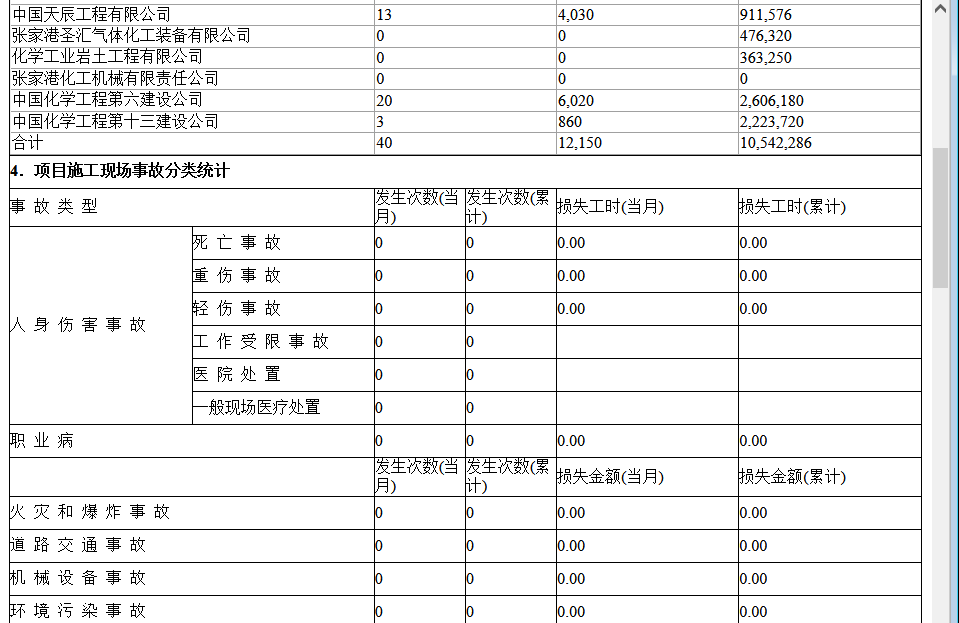 中国天辰工程有限公司 13 4,030 911,576
张家港圣汇气体化工装备有限公司 0 0 476,320
化学工业岩土工程有限公司 0 0 363,250
张家港化工机械有限责任公司 0 0 0
中国化学工程第六建设公司 20 6,020 2,606,180
中国化学工程第十三建设公司 3 860 2,223,720
合计 40 12,150 10,542,286
4．项目施工现场事故分类统计
事 故 类 型 发生次数(当月) 发生次数(累计) 损失工时(当月) 损失工时(累计)
人 身 伤 害 事 故
死 亡 事 故 0 0 0.00 0.00
重 伤 事 故 0 0 0.00 0.00
轻 伤 事 故 0 0 0.00 0.00
工 作 受 限 事 故 0 0
医 院 处 置 0 0
一般现场医疗处置 0 0
职 业 病 0 0 0.00 0.00
发生次数(当月) 发生次数(累计) 损失金额(当月) 损失金额(累计)
火 灾 和 爆 炸 事 故 0 0 0.00 0.00
道 路 交 通 事 故 0 0 0.00 0.00
机 械 设 备 事 故 0 0 0.00 0.00
环 境 污 染 事 故 0 0 0.00 0.00